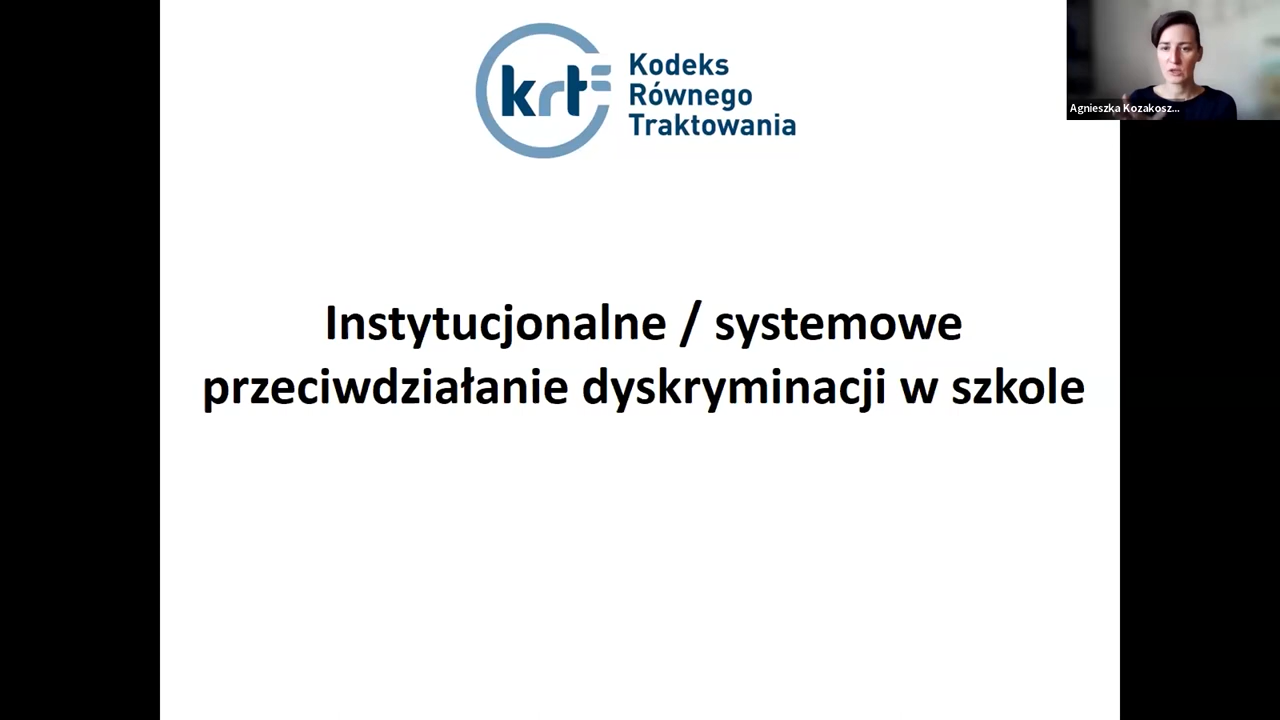 krt
Kodeks
Równego
Traktowania
Agnieszka Kozakosz...
Instytucjonalne / systemowe
przeciwdziałanie dyskryminacji w szkole